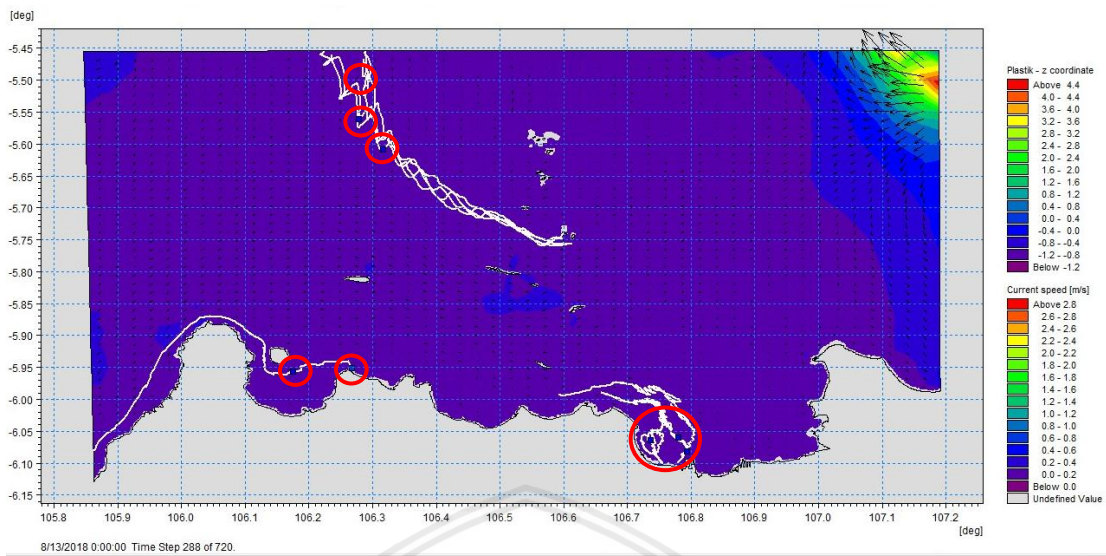 [deg]
-5.45
-5.50
-5.55
-5.60
-5.65
-5.70
-5.75
-5.80
-5.85
-5.90
-5.95
-6.00
-6.05
-6.10
-6.15
105.8 105.9 106.0 106.1 106.2 106.3 106.4 106.5 106.6 106.7 106.8 106.9 107.0 107.1 107.2
[deg]
8/13/2018 0:00:00 Time Step 288 of 720.
Plastik - z coordinate
Above 4.4
4.0 - 4.4
3.6 - 4.0
3.2 - 3.6
2.8 - 3.2
2.4 - 2.8
2.0 - 2.4
1.6 - 2.0
1.2 - 1.6
0.8 - 1.2
0.4 - 0.8
0.0 - 0.4
-0.4 - 0.0
-0.8 - -0.4
-1.2 - -0.8
Below -1.2
Current speed [m/s]
Above 2.8
2.6 - 2.8
2.4 - 2.6
2.2 - 2.4
2.0 - 2.2
1.8 - 2.0
1.6 - 1.8
1.4 - 1.6
1.2 - 1.4
1.0 - 1.2
0.8 - 1.0
0.6 - 0.8
0.4 - 0.6
0.2 - 0.4
0.0 - 0.2
Below 0.0
Undefined Value